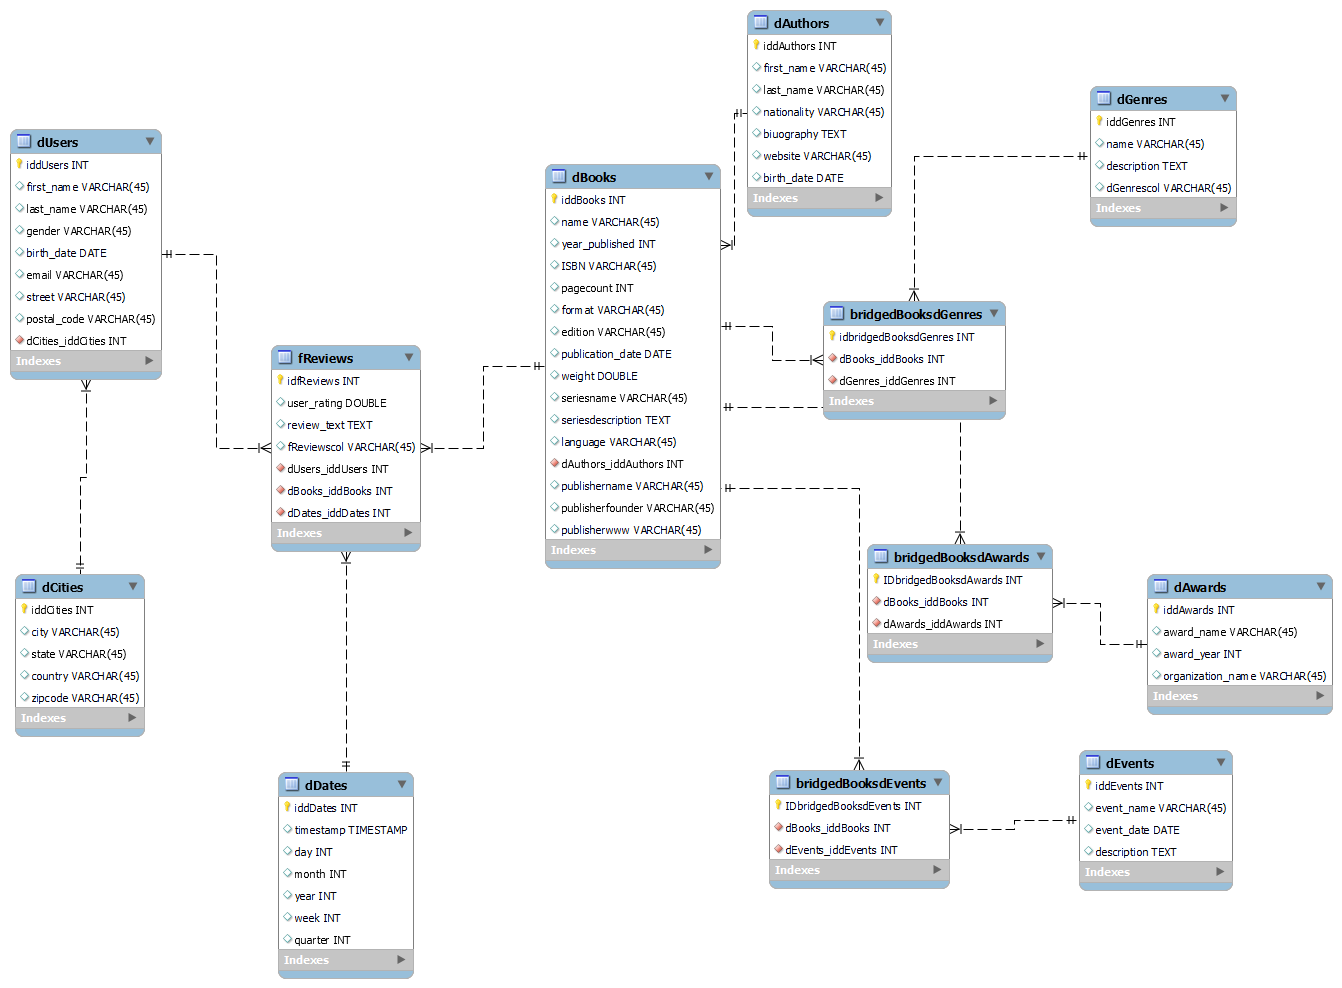 dAuthors
iddAuthors INT
first_name VARCHAR(45)
last_name VARCHAR(45)
nationality VARCHAR(45)
biuography TEXT
website VARCHAR(45)
birth_date DATE
Indexes
dGenres
iddGenres INT
name VARCHAR(45)
description TEXT
dGenrescol VARCHAR(45)
Indexes
dUsers
iddUsers INT
first_name VARCHAR(45)
last_name VARCHAR(45)
gender VARCHAR(45)
birth_date DATE
email VARCHAR(45)
street VARCHAR(45)
postal_code VARCHAR(45)
dCities_iddCities INT
Indexes
dBooks
iddBooks INT
name VARCHAR(45)
year_published INT
ISBN VARCHAR(45)
pagecount INT
format VARCHAR(45)
edition VARCHAR(45)
publication_date DATE
weight DOUBLE
seriesname VARCHAR(45)
seriesdescription TEXT
language VARCHAR(45)
dAuthors_iddAuthors INT
publishername VARCHAR(45)
publisherfounder VARCHAR(45)
publisherwww VARCHAR(45)
Indexes
bridgedBooksdGenres
idbridgedBooksdGenres INT
dBooks_iddBooks INT
dGenres_iddGenres INT
Indexes
fReviews
idfReviews INT
user_rating DOUBLE
review_text TEXT
fReviewscol VARCHAR(45)
dUsers_iddUsers INT
dBooks_iddBooks INT
dDates_iddDates INT
Indexes
bridgedBooksdAwards
IDbridgedBooksdAwards INT
dBooks_iddBooks INT
dAwards_iddAwards INT
Indexes
dAwards
iddAwards INT
award_name VARCHAR(45)
award_year INT
organization_name VARCHAR(45)
Indexes
dCities
iddCities INT
city VARCHAR(45)
state VARCHAR(45)
country VARCHAR(45)
zipcode VARCHAR(45)
Indexes
dDates
iddDates INT
timestamp TIMESTAMP
day INT
month INT
year INT
week INT
quarter INT
Indexes
bridgedBooksdEvents
IDbridgedBooksdEvents INT
dBooks_iddBooks INT
dEvents_iddEvents INT
Indexes
dEvents
iddEvents INT
event_name VARCHAR(45)
event_date DATE
description TEXT
Indexes